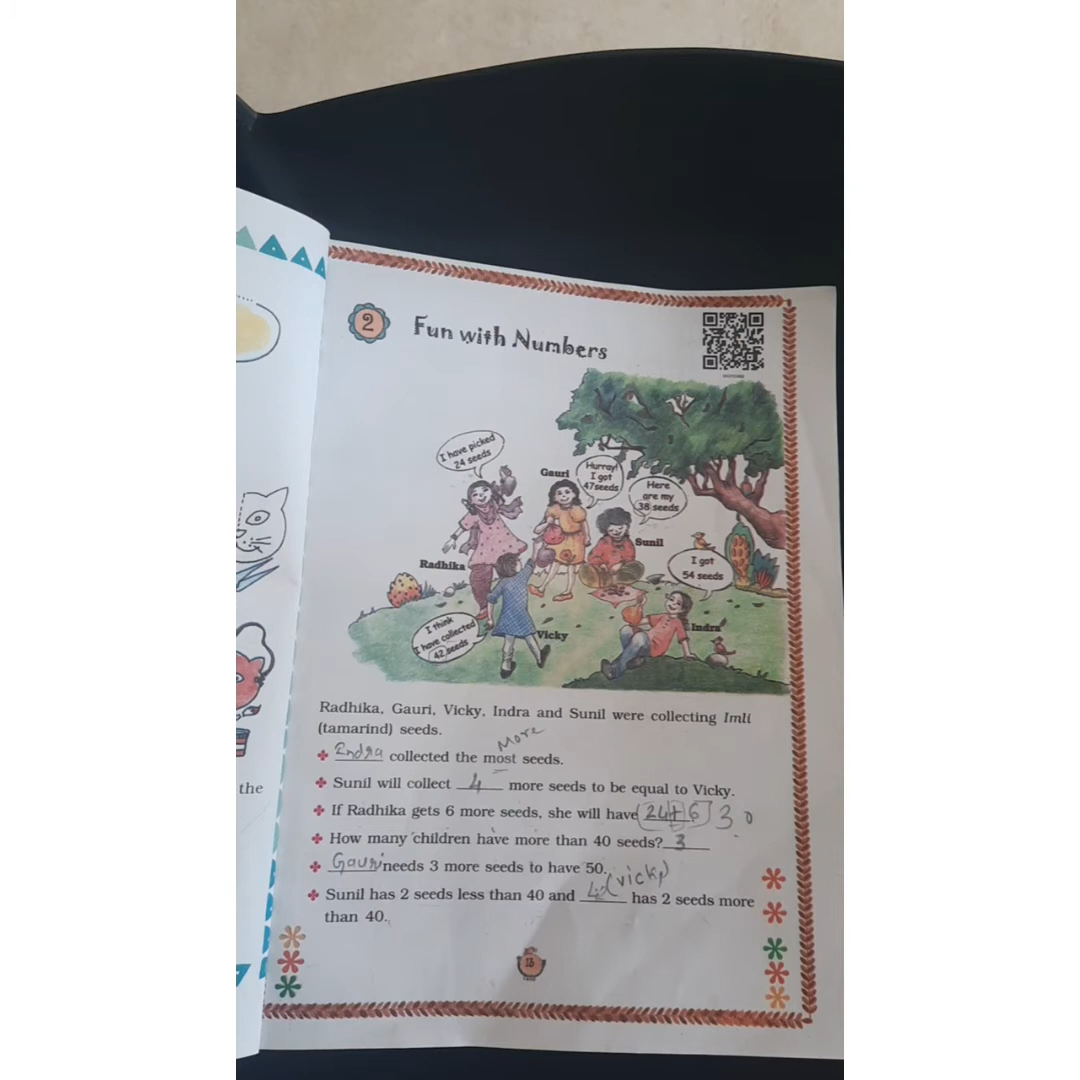 2
Fun with Numbers
I have picked
24 seeds
Gauri
Hurray!
I got
47seeds
Here
are my
38 seeds
Sunil
I got
54 seeds
Radhika
I think
I have collected
42 seeds
Vicky
Indra
Radhika, Gauri, Vicky, Indra and Sunil were collecting Imli
(tamarind) seeds.
More
Indra collected the most seeds.
Sunil will collect 4 more seeds to be equal to Vicky.
If Radhika gets 6 more seeds, she will have 24+6 30
How many children have more than 40 seeds? 3
Gauri needs 3 more seeds to have 50.
Sunil has 2 seeds less than 40 and 42 (vicky) has 2 seeds more
than 40.
the